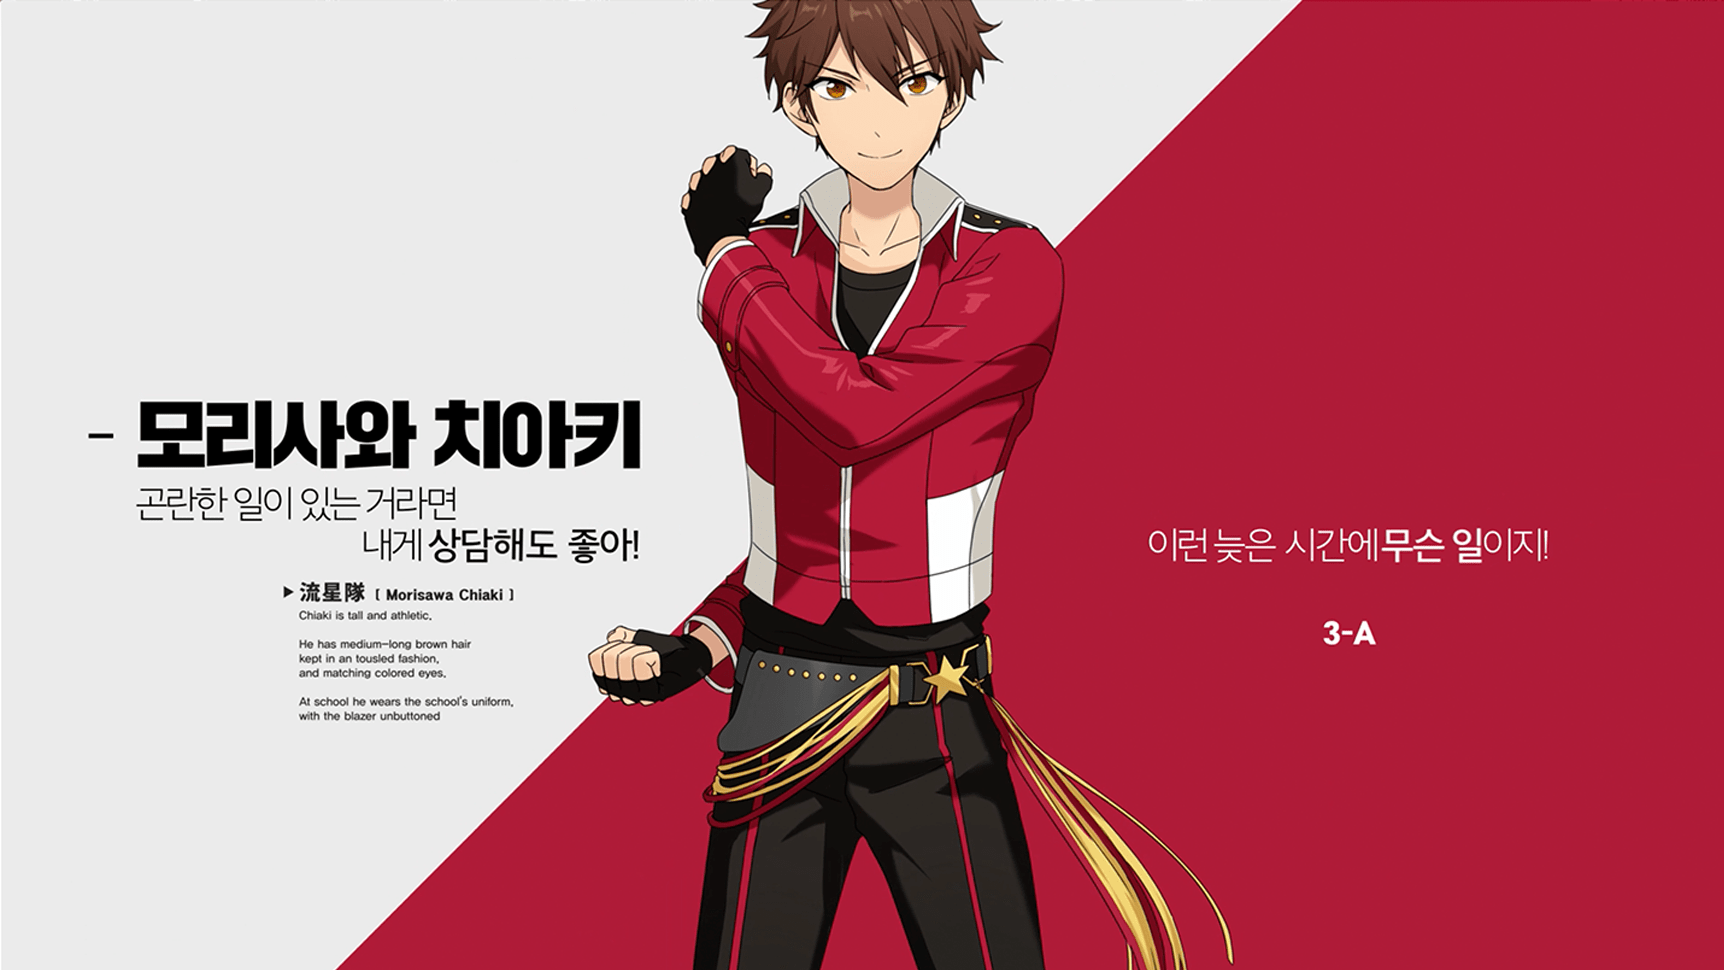 - 모리사와 치아키
곤란한 일이 있는 거라면
내게 상담해도 좋아!
▶ 流星隊 [ Morisawa Chiaki ]
Chiaki is tall and athletic.
He has medium-long brown hair
kept in an tousled fashion,
and matching colored eyes.
At school he wears the school's uniform,
with the blazer unbuttoned
이런 늦은 시간에 무슨 일이지!
3-A